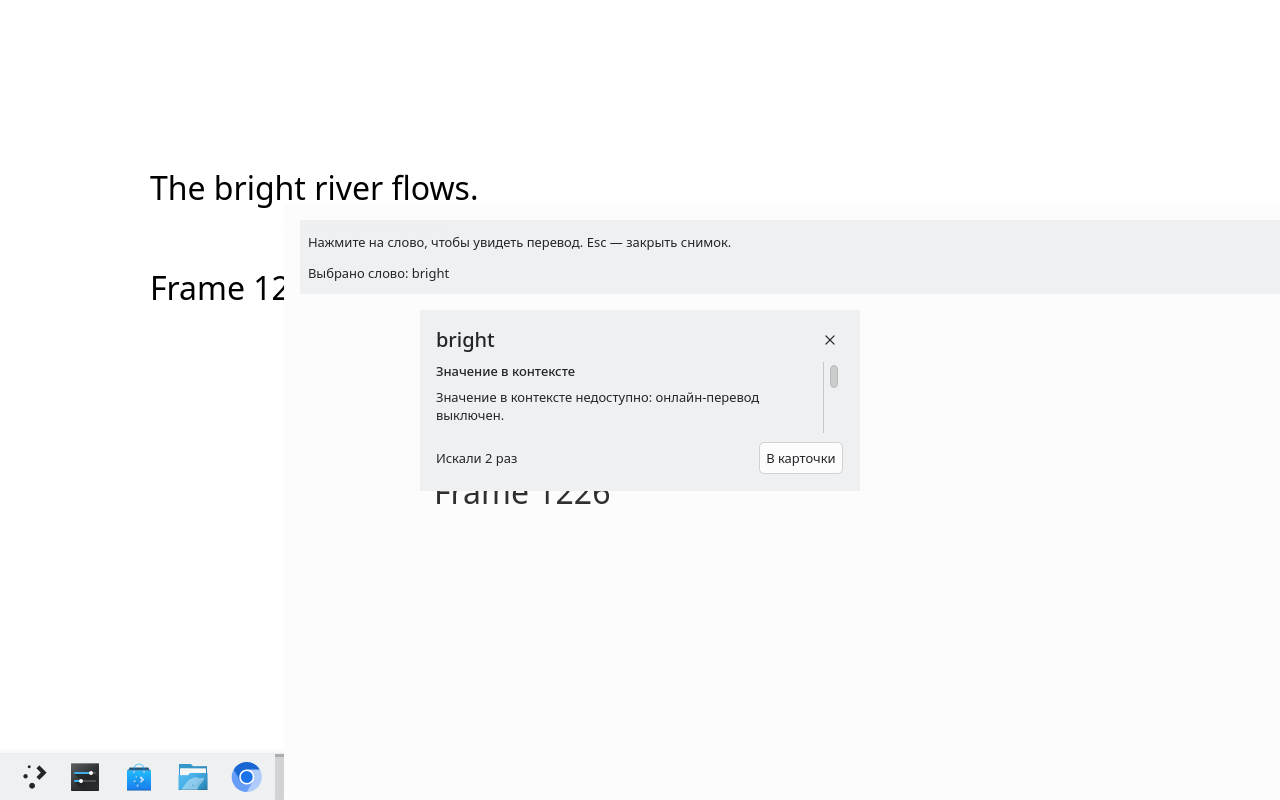 The bright river flows.
Нажмите на слово, чтобы увидеть перевод. Esc — закрыть снимок.
Выбрано слово: bright
Frame 12
bright
Значение в контексте
Значение в контексте недоступно: онлайн-перевод
выключен.
Искали 2 раз
В карточки
Frame 1226